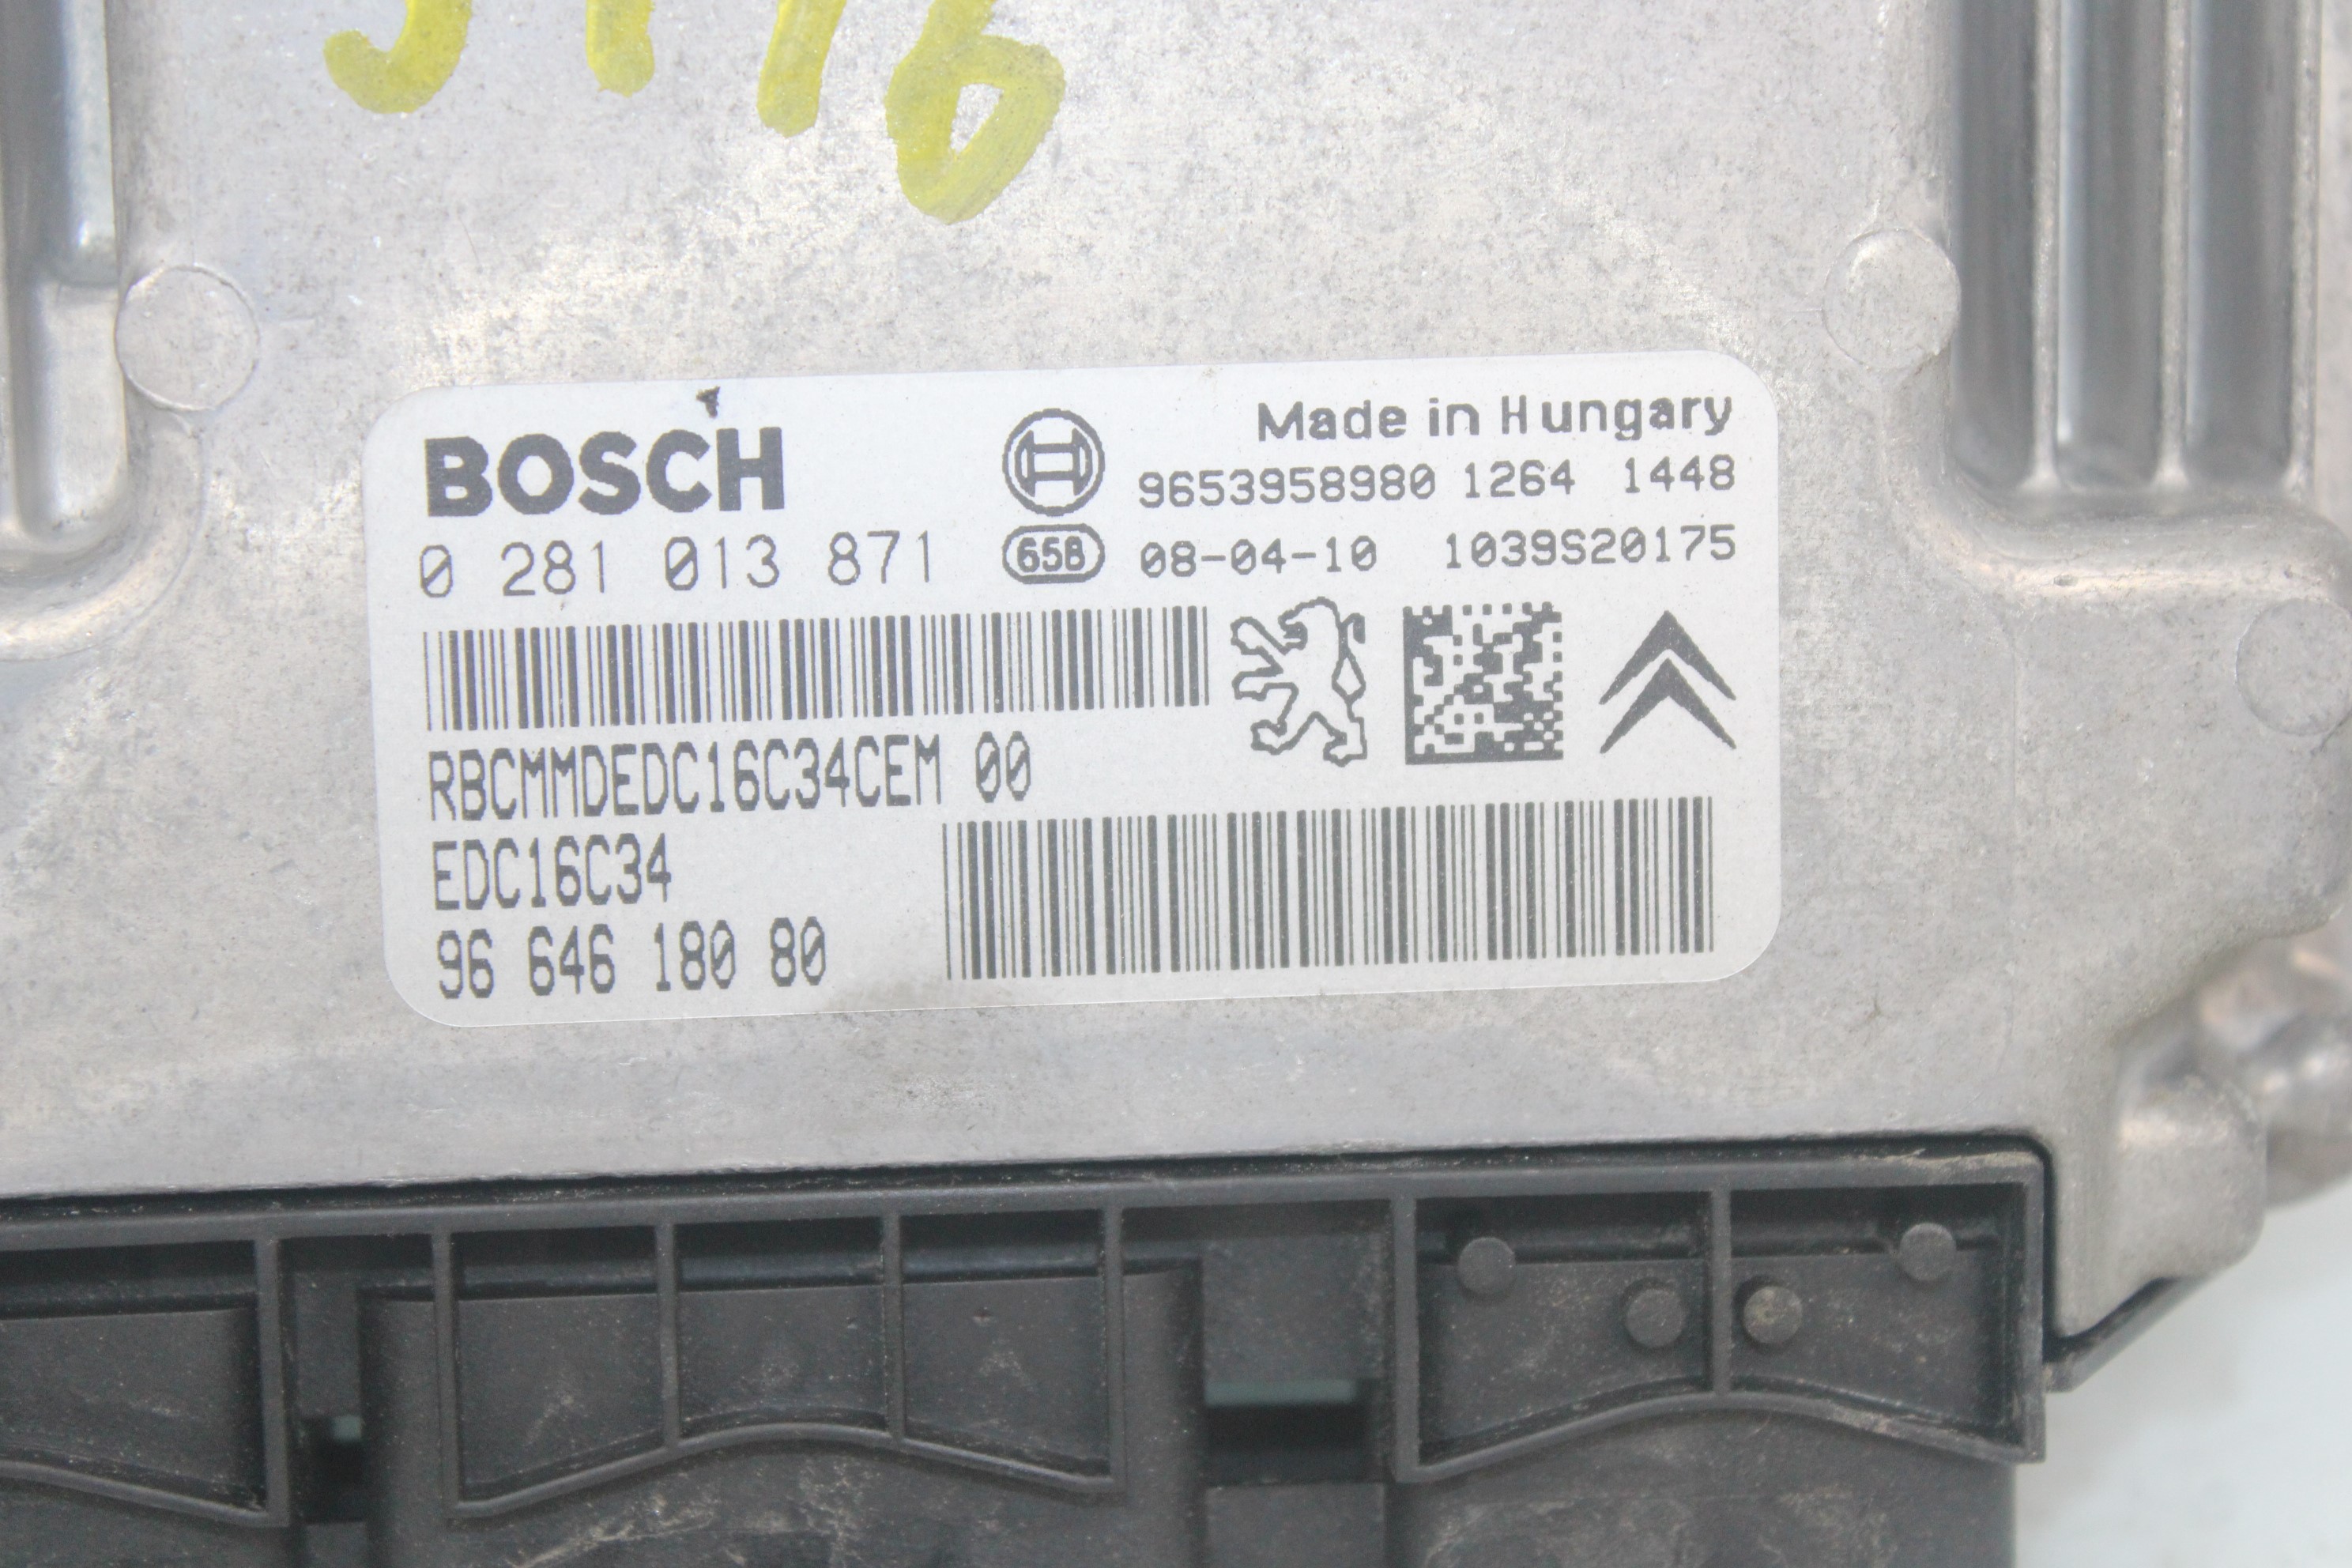 BOSCH
Made in Hungary
9653958980 1264 1448
0 281 013 871
65B 08-04-10 1039S20175
RBCMMDEDC16C34CEM 00
EDC16C34
96 646 180 80